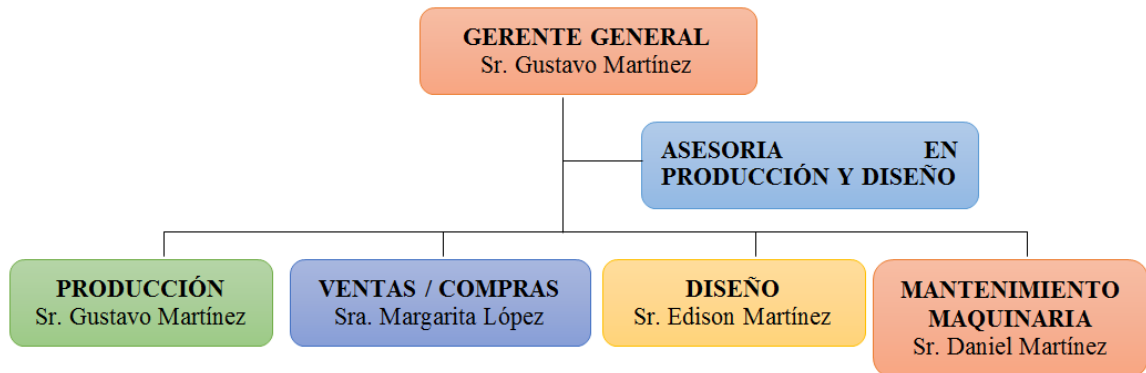 GERENTE GENERAL
Sr. Gustavo Martínez
ASESORIA EN
PRODUCCIÓN Y DISEÑO
PRODUCCIÓN
Sr. Gustavo Martínez
VENTAS / COMPRAS
Sra. Margarita López
DISEÑO
Sr. Edison Martínez
MANTENIMIENTO
MAQUINARIA
Sr. Daniel Martínez